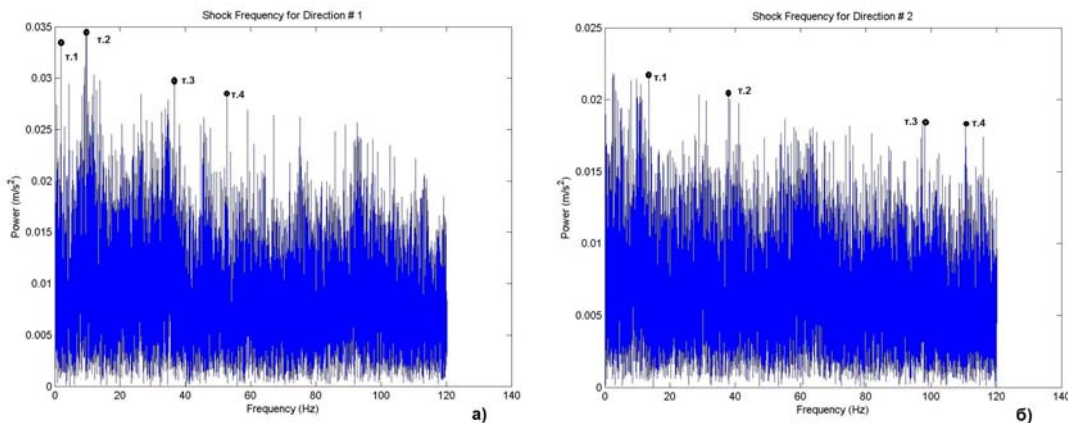 Shock Frequency for Direction # 1
Power (m/s²)
0.035
0.03
0.025
0.02
0.015
0.01
0.005
0
τ.1
τ.2
τ.3
τ.4
0 20 40 60 80 100 120 140
Frequency (Hz)
а)
Shock Frequency for Direction # 2
Power (m/s²)
0.025
0.02
0.015
0.01
0.005
0
τ.1
τ.2
τ.3
τ.4
0 20 40 60 80 100 120 140
Frequency (Hz)
б)